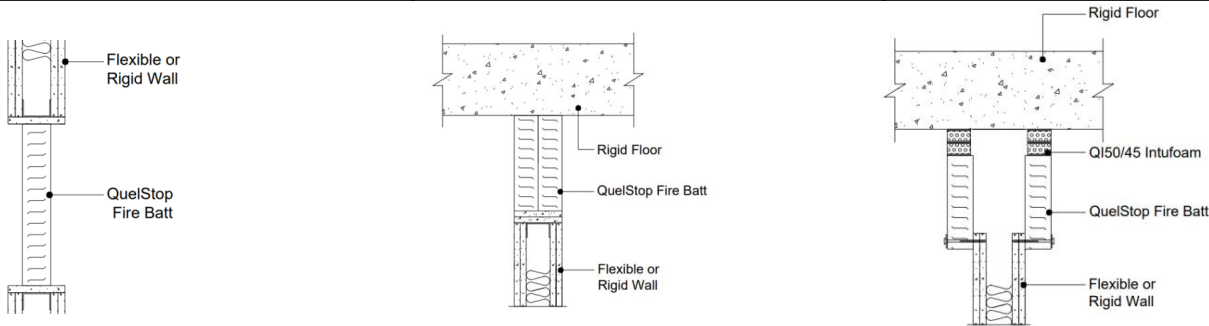 Flexible or
Rigid Wall
QuelStop
Fire Batt
Rigid Floor
QuelStop Fire Batt
Flexible or
Rigid Wall
Rigid Floor
QI50/45 Intufoam
QuelStop Fire Batt
Flexible or
Rigid Wall